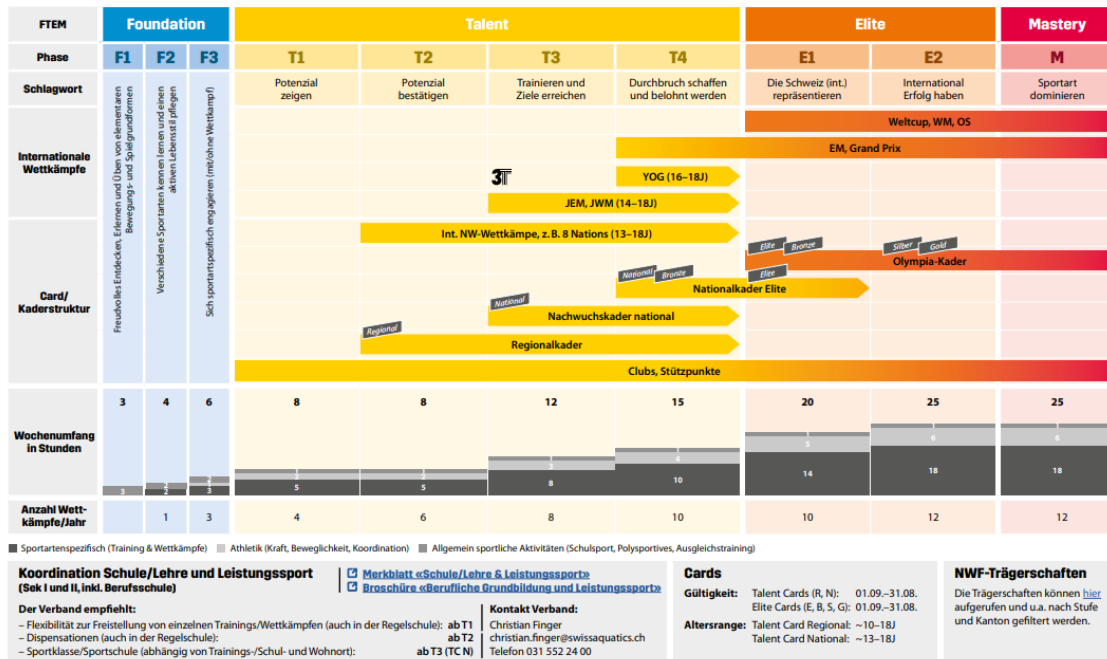 FTEM
Foundation
Talent
Elite
Mastery
Phase
F1
F2
F3
T1
T2
T3
T4
E1
E2
M
Schlagwort
Freudvolles Entdecken, Erlernen und Üben von elementaren
Bewegungs- und Spielgrundformen
Verschiedene Sportarten kennen lernen und einen
aktiven Lebensstil pflegen
Sich sportartspezifisch engagieren (mit/ohne Wettkampf)
Potenzial
zeigen
Potenzial
bestätigen
Trainieren und
Ziele erreichen
Durchbruch schaffen
und belohnt werden
Die Schweiz (int.)
repräsentieren
International
Erfolg haben
Sportart
dominieren
Internationale
Wettkämpfe
Weltcup, WM, OS
EM, Grand Prix
YOG (16–18J)
3T
JEM, JWM (14–18J)
Int. NW-Wettkämpe, z. B. 8 Nations (13–18J)
Card/
Kaderstruktur
Elite
Bronze
Silber
Gold
Olympia-Kader
National
Bronze
Eliee
Nationalkader Elite
National
Nachwuchskader national
Regional
Regionalkader
Clubs, Stützpunkte
Wochenumfang
in Stunden
3
4
6
8
8
12
15
20
25
25
3
2
2
2
3
2
5
2
5
3
8
4
10
5
14
6
18
6
18
Anzahl Wett-
kämpfe/Jahr
1
3
4
6
8
10
10
12
12
Sportartenspezifisch (Training & Wettkämpfe)
Athletik (Kraft, Beweglichkeit, Koordination)
Allgemein sportliche Aktivitäten (Schulsport, Polysportives, Ausgleichstraining)
Koordination Schule/Lehre und Leistungssport
(Sek I und II, inkl. Berufsschule)
Merkblatt «Schule/Lehre & Leistungssport»
Broschüre «Berufliche Grundbildung und Leistungssport»
Der Verband empfiehlt:
– Flexibilität zur Freistellung von einzelnen Trainings/Wettkämpfen (auch in der Regelschule): ab T1
– Dispensationen (auch in der Regelschule): ab T2
– Sportklasse/Sportschule (abhängig von Trainings-/Schul- und Wohnort): ab T3 (TC N)
Kontakt Verband:
Christian Finger
christian.finger@swissaquatics.ch
Telefon 031 552 24 00
Cards
Gültigkeit: Talent Cards (R, N): 01.09.–31.08.
Elite Cards (E, B, S, G): 01.09.–31.08.
Altersrange: Talent Card Regional: ~10–18J
Talent Card National: ~13–18J
NWF-Trägerschaften
Die Trägerschaften können hier
aufgerufen und u.a. nach Stufe
und Kanton gefiltert werden.